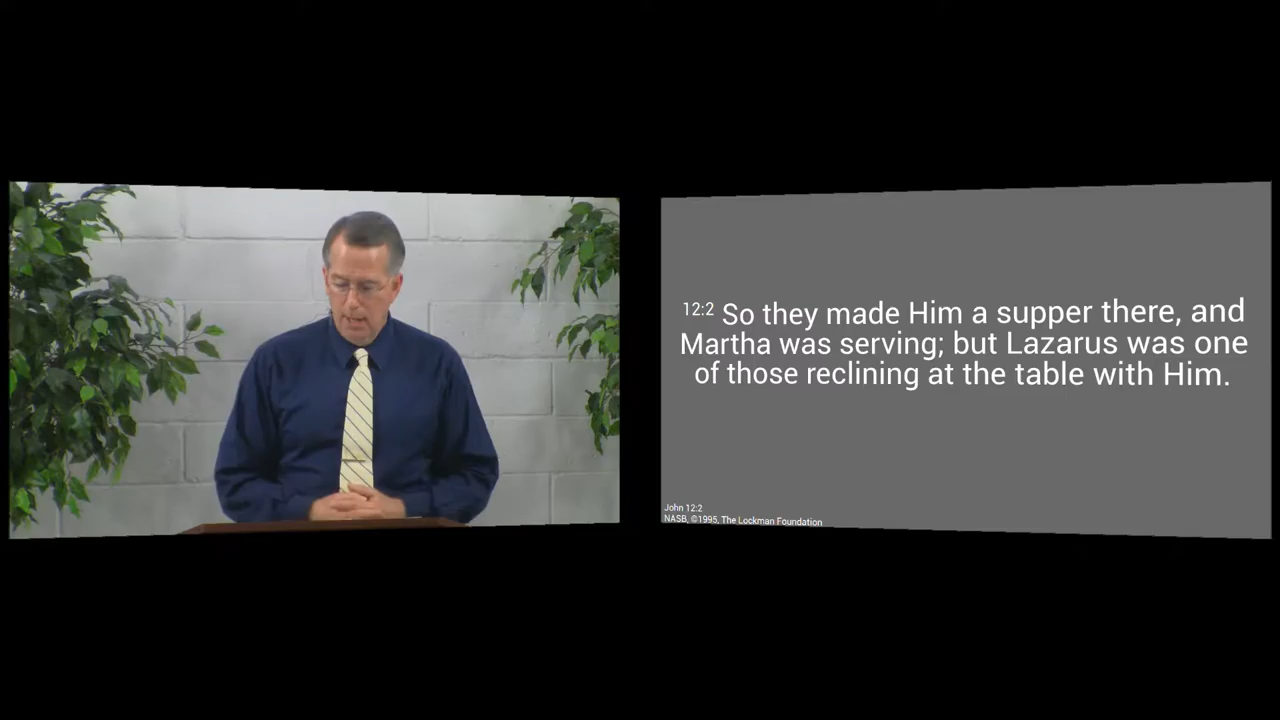 12:2 So they made Him a supper there, and
Martha was serving; but Lazarus was one
of those reclining at the table with Him.
John 12:2
NASB, ©1995, The Lockman Foundation